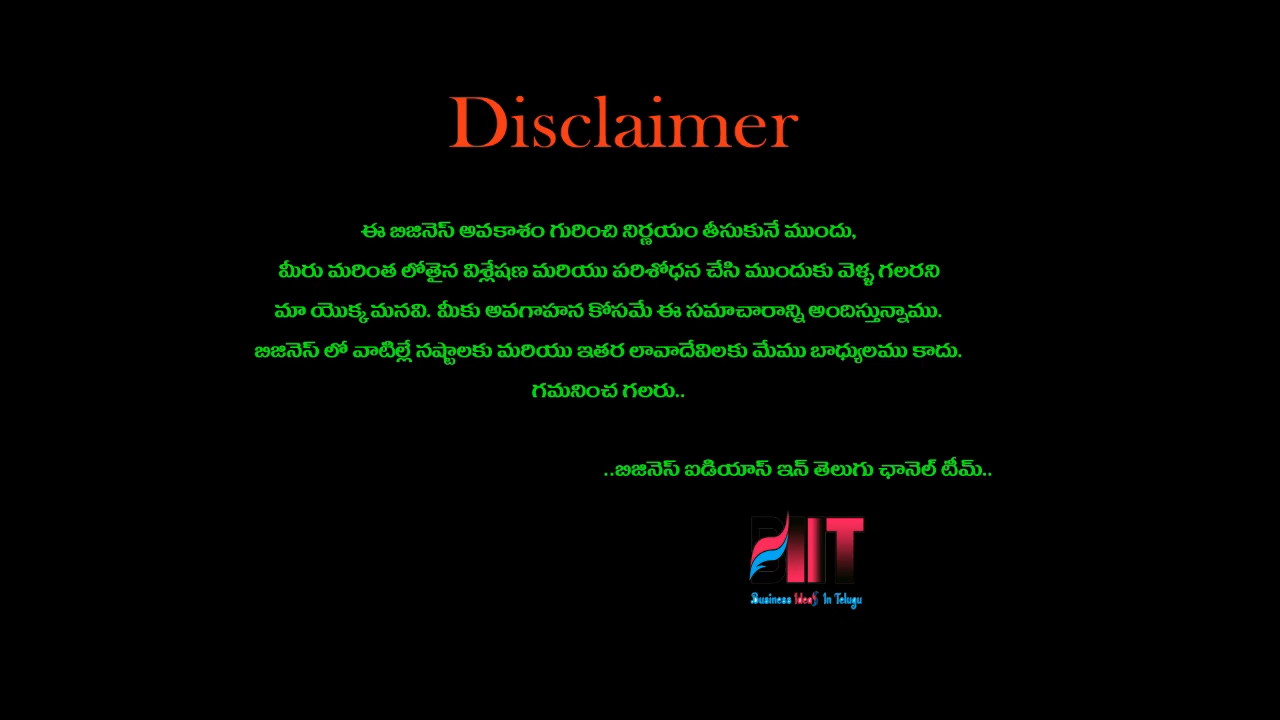 Disclaimer
ఈ బిజినెస్ అవకాశం గురించి నిర్ణయం తీసుకునే ముందు,
మీరు మరింత లోతైన విశ్లేషణ మరియు పరిశోధన చేసి ముందుకు వెళ్ళ గలరని
మా యొక్క మనవి. మీకు అవగాహన కోసమే ఈ సమాచారాన్ని అందిస్తున్నాము.
బిజినెస్ లో వాటిల్లే నష్టాలకు మరియు ఇతర లావాదేవిలకు మేము బాధ్యులము కాదు.
గమనించ గలరు..
..బిజినెస్ ఐడియాస్ ఇన్ తెలుగు ఛానెల్ టీమ్..
BIIT
Business Ideas In Telugu